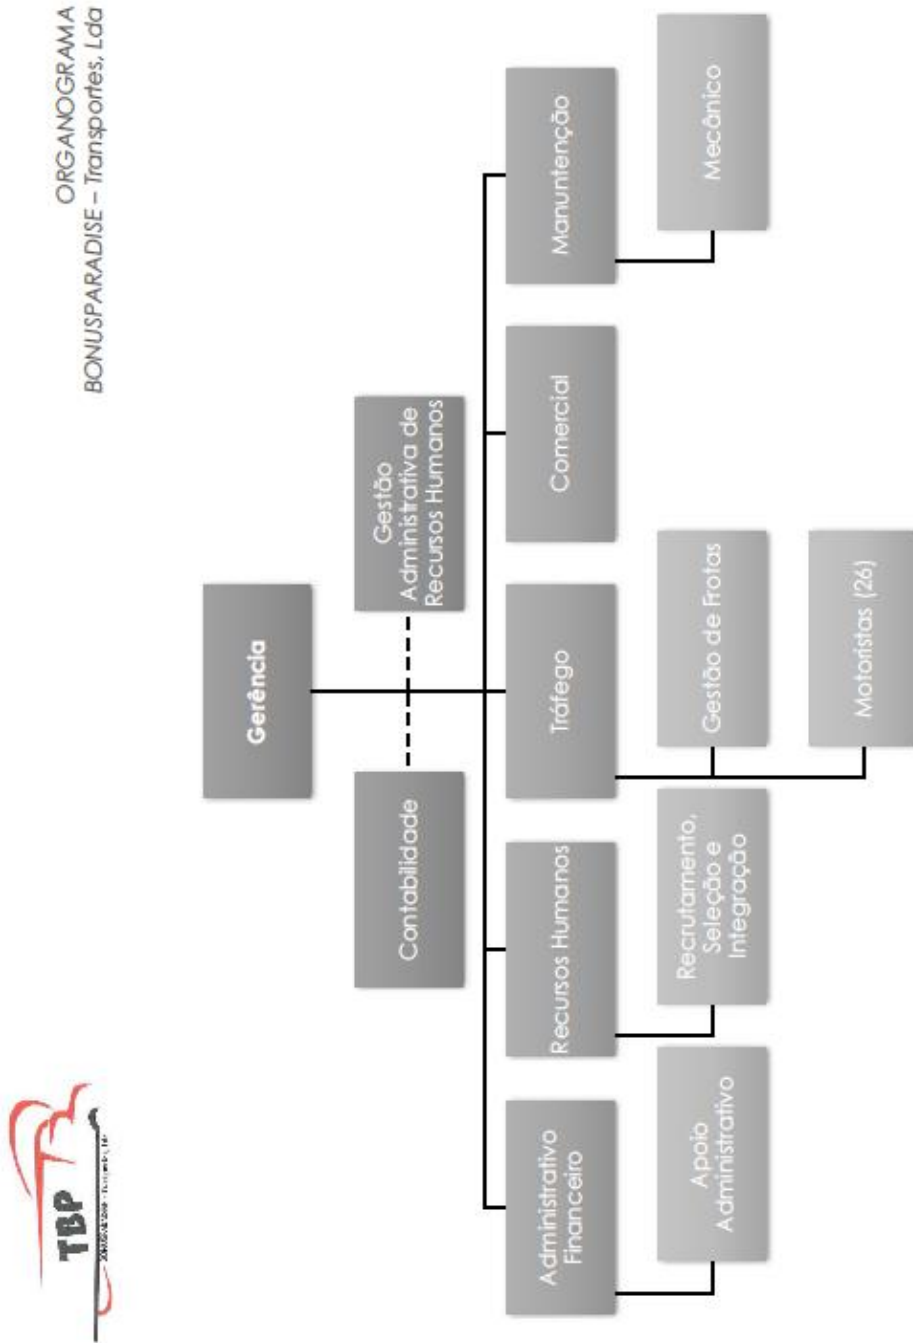 TBP
ORGANOGRAMA
BONUSPARADISE – Transportes, Lda
Gerência
Contabilidade
Gestão
Administrativa de
Recursos Humanos
Administrativo
Financeiro
Recursos Humanos
Tráfego
Comercial
Manuntenção
Apoio
Administrativo
Recrutamento,
Seleção e
Integração
Gestão de Frotas
Mecânico
Motoristas (26)